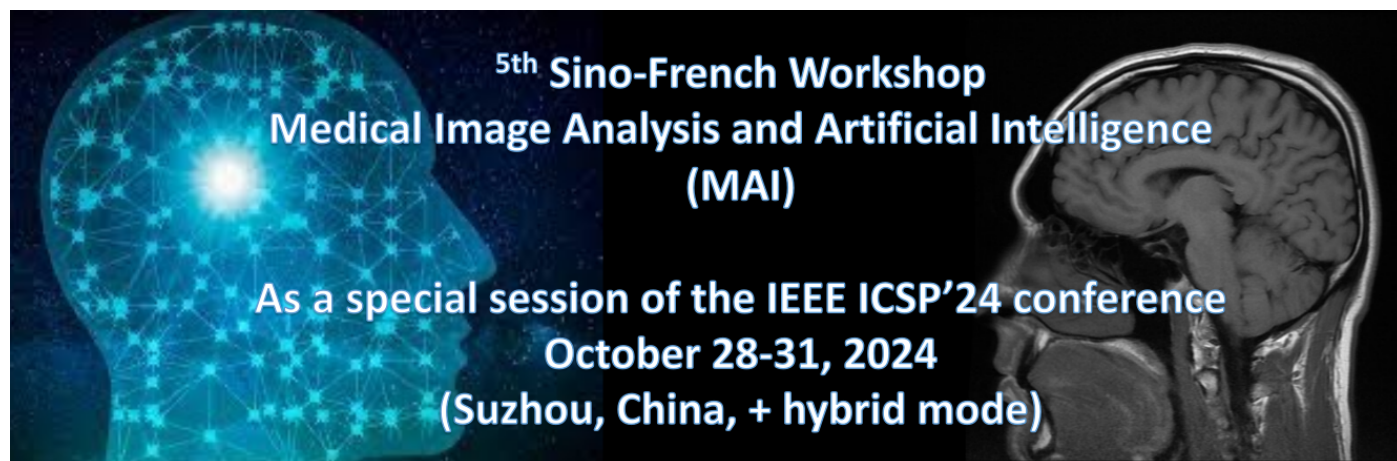 5th Sino-French Workshop
Medical Image Analysis and Artificial Intelligence
(MAI)
As a special session of the IEEE ICSP’24 conference
October 28-31, 2024
(Suzhou, China, + hybrid mode)